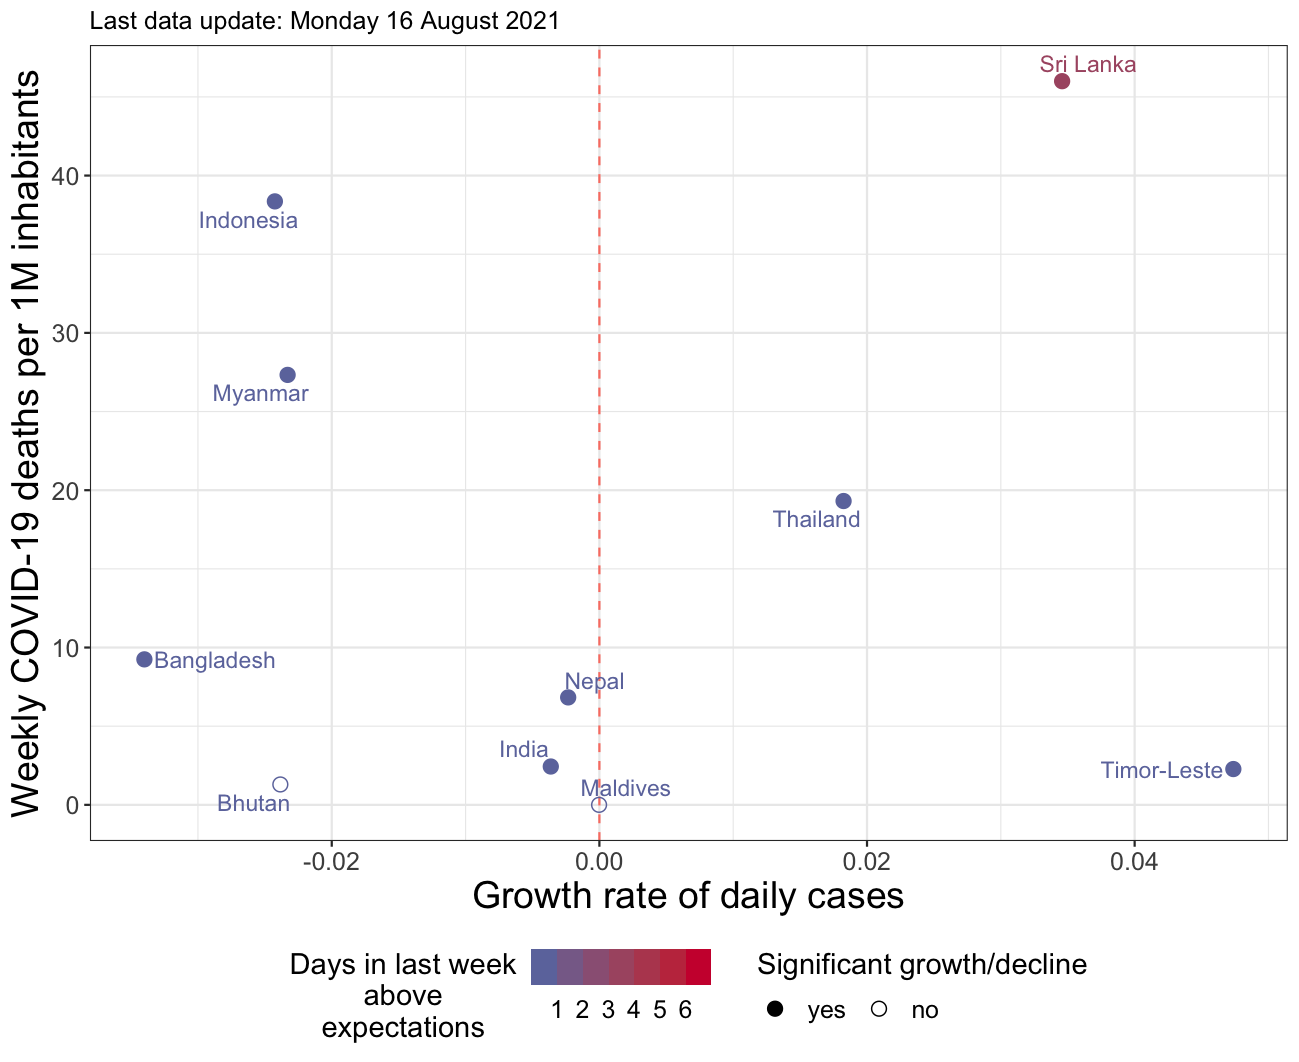 Last data update: Monday 16 August 2021
Weekly COVID-19 deaths per 1M inhabitants
40
30
20
10
0
Sri Lanka
Indonesia
Myanmar
Thailand
Bangladesh
Nepal
India
Timor-Leste
Maldives
Bhutan
-0.02 0.00 0.02 0.04
Growth rate of daily cases
Days in last week
above
expectations
1 2 3 4 5 6
Significant growth/decline
yes no